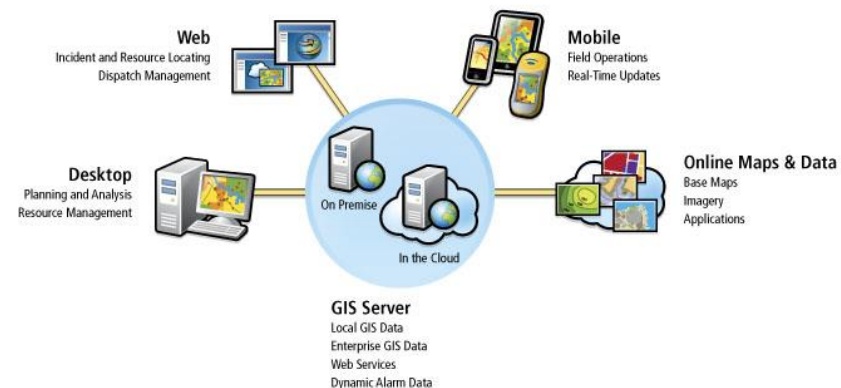 Web
Incident and Resource Locating
Dispatch Management
Mobile
Field Operations
Real-Time Updates
Desktop
Planning and Analysis
Resource Management
On Premise
In the Cloud
Online Maps & Data
Base Maps
Imagery
Applications
GIS Server
Local GIS Data
Enterprise GIS Data
Web Services
Dynamic Alarm Data